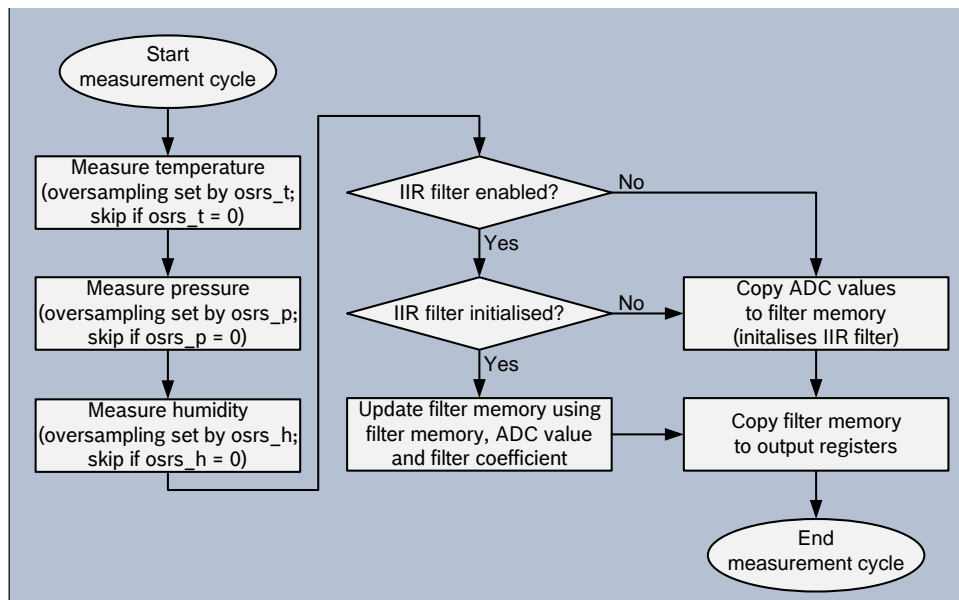 Start
measurement cycle
Measure temperature
(oversampling set by osrs_t;
skip if osrs_t = 0)
Measure pressure
(oversampling set by osrs_p;
skip if osrs_p = 0)
Measure humidity
(oversampling set by osrs_h;
skip if osrs_h = 0)
IIR filter enabled?
No
Yes
IIR filter initialised?
No
Yes
Copy ADC values
to filter memory
(initalises IIR filter)
Update filter memory using
filter memory, ADC value
and filter coefficient
Copy filter memory
to output registers
End
measurement cycle